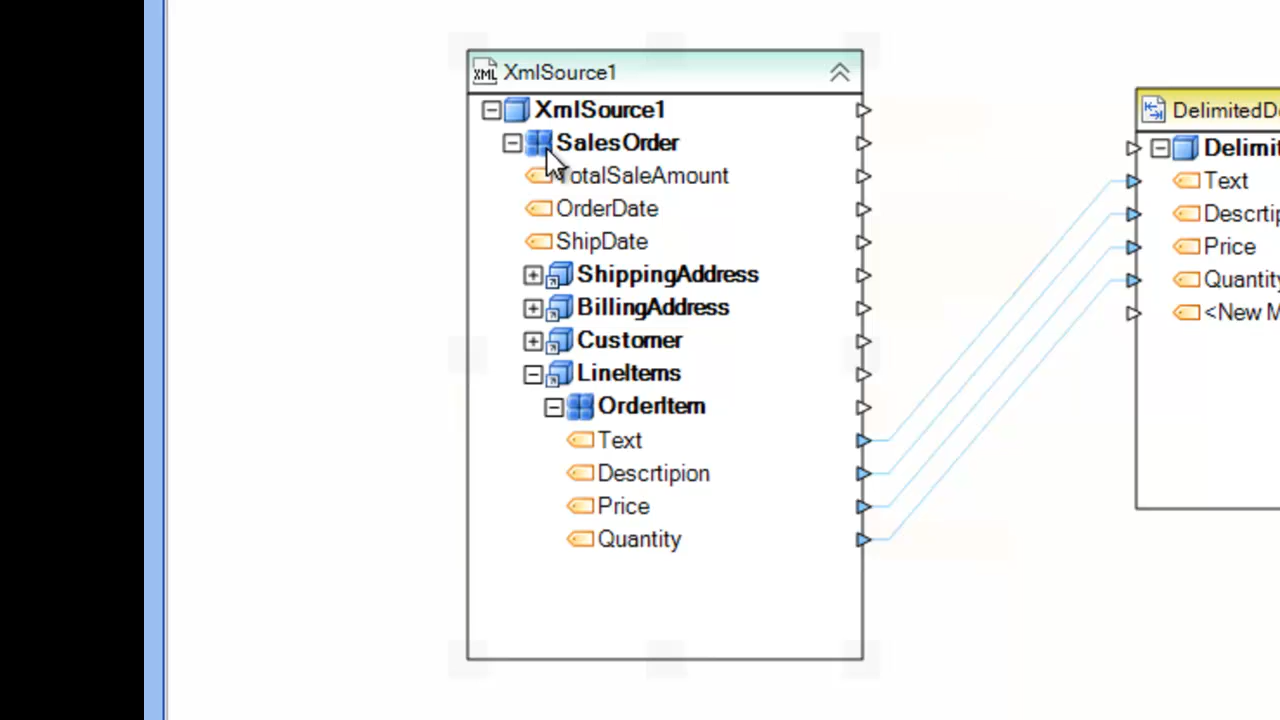 XML XmlSource1
XmlSource1
SalesOrder
TotalSaleAmount
OrderDate
ShipDate
ShippingAddress
BillingAddress
Customer
LineItems
OrderItem
Text
Descrtipion
Price
Quantity
DelimitedD
Delimit
Text
Descrtip
Price
Quantity
<New M